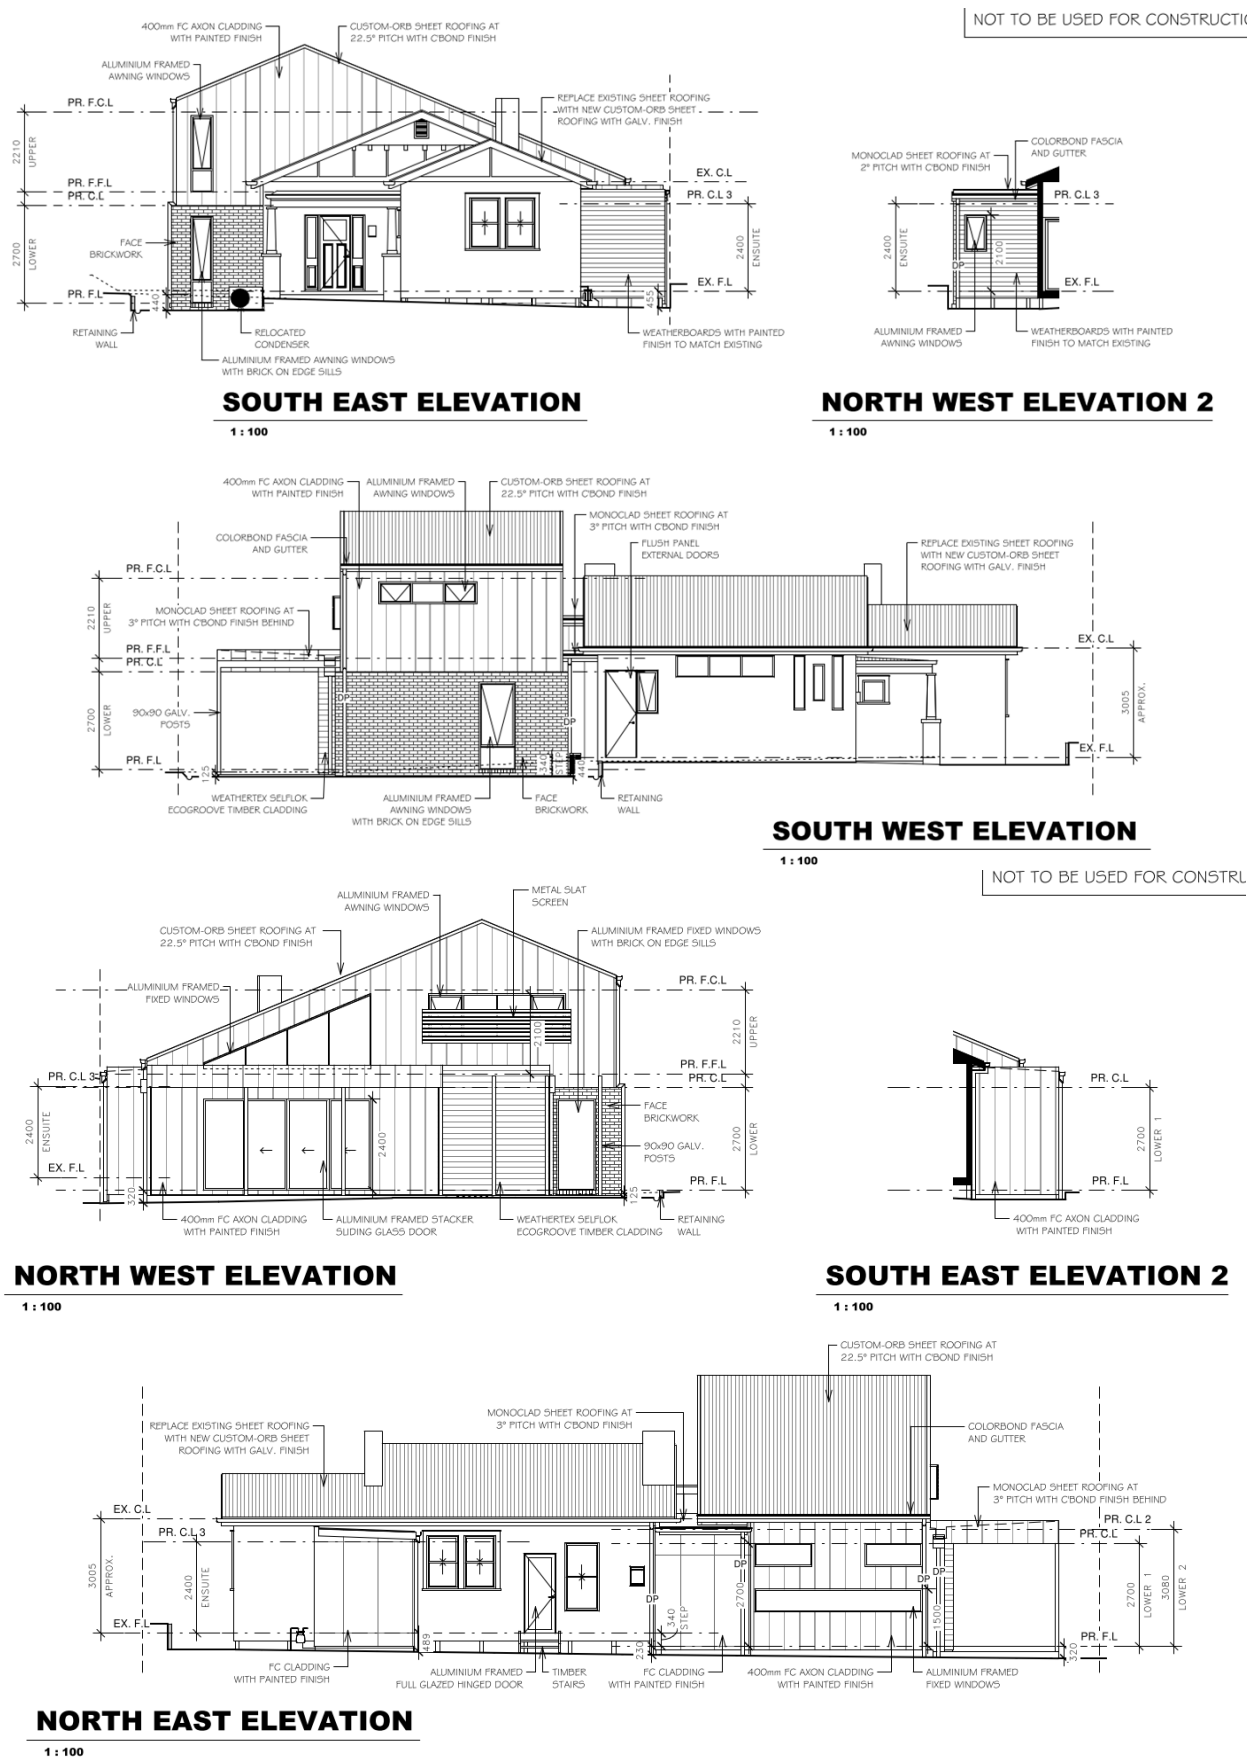 NOT TO BE USED FOR CONSTRUCTIO
400mm FC AXON CLADDING
WITH PAINTED FINISH
CUSTOM-ORB SHEET ROOFING AT
22.5° PITCH WITH C'BOND FINISH
ALUMINIUM FRAMED
AWNING WINDOWS
PR. F.C.L
REPLACE EXISTING SHEET ROOFING
WITH NEW CUSTOM-ORB SHEET
ROOFING WITH GALV. FINISH
2210
UPPER
EX. C.L
PR. F.F.L
PR. C.L
PR. C.L 3
2700
LOWER
FACE
BRICKWORK
2400
ENSUITE
EX. F.L
PR. F.L
440
455
RETAINING
WALL
RELOCATED
CONDENSER
WEATHERBOARDS WITH PAINTED
FINISH TO MATCH EXISTING
ALUMINIUM FRAMED AWNING WINDOWS
WITH BRICK ON EDGE SILLS
SOUTH EAST ELEVATION
1 : 100
COLORBOND FASCIA
AND GUTTER
MONOCLAD SHEET ROOFING AT
2° PITCH WITH C'BOND FINISH
PR. C.L 3
2400
ENSUITE
2100
DP
EX. F.L
ALUMINIUM FRAMED
AWNING WINDOWS
WEATHERBOARDS WITH PAINTED
FINISH TO MATCH EXISTING
NORTH WEST ELEVATION 2
1 : 100
400mm FC AXON CLADDING
WITH PAINTED FINISH
ALUMINIUM FRAMED
AWNING WINDOWS
CUSTOM-ORB SHEET ROOFING AT
22.5° PITCH WITH C'BOND FINISH
MONOCLAD SHEET ROOFING AT
3° PITCH WITH C'BOND FINISH
COLORBOND FASCIA
AND GUTTER
FLUSH PANEL
EXTERNAL DOORS
REPLACE EXISTING SHEET ROOFING
WITH NEW CUSTOM-ORB SHEET
ROOFING WITH GALV. FINISH
PR. F.C.L
2210
UPPER
MONOCLAD SHEET ROOFING AT
3° PITCH WITH C'BOND FINISH BEHIND
EX. C.L
PR. F.F.L
PR. C.L
DP
DP
2700
LOWER
90x90 GALV.
POSTS
3005
APPROX.
EX. F.L
PR. F.L
125
340
STEP
440
WEATHERTEX SELFLOK
ECOGROOVE TIMBER CLADDING
ALUMINIUM FRAMED
AWNING WINDOWS
WITH BRICK ON EDGE SILLS
FACE
BRICKWORK
RETAINING
WALL
SOUTH WEST ELEVATION
1 : 100
NOT TO BE USED FOR CONSTRU
ALUMINIUM FRAMED
AWNING WINDOWS
METAL SLAT
SCREEN
CUSTOM-ORB SHEET ROOFING AT
22.5° PITCH WITH C'BOND FINISH
ALUMINIUM FRAMED FIXED WINDOWS
WITH BRICK ON EDGE SILLS
ALUMINIUM FRAMED
FIXED WINDOWS
PR. F.C.L
2210
UPPER
2100
PR. F.F.L
PR. C.L
PR. C.L 3
2400
ENSUITE
2400
FACE
BRICKWORK
90x90 GALV.
POSTS
2700
LOWER
EX. F.L
PR. F.L
320
125
400mm FC AXON CLADDING
WITH PAINTED FINISH
ALUMINIUM FRAMED STACKER
SLIDING GLASS DOOR
WEATHERTEX SELFLOK
ECOGROOVE TIMBER CLADDING
RETAINING
WALL
NORTH WEST ELEVATION
1 : 100
PR. C.L
2700
LOWER 1
PR. F.L
400mm FC AXON CLADDING
WITH PAINTED FINISH
SOUTH EAST ELEVATION 2
1 : 100
CUSTOM-ORB SHEET ROOFING AT
22.5° PITCH WITH C'BOND FINISH
MONOCLAD SHEET ROOFING AT
3° PITCH WITH C'BOND FINISH
REPLACE EXISTING SHEET ROOFING
WITH NEW CUSTOM-ORB SHEET
ROOFING WITH GALV. FINISH
COLORBOND FASCIA
AND GUTTER
MONOCLAD SHEET ROOFING AT
3° PITCH WITH C'BOND FINISH BEHIND
EX. C.L
PR. C.L 3
PR. C.L 2
PR. C.L
3005
APPROX.
2400
ENSUITE
DP
DP
DP
DP
2700
1500
2700
LOWER 1
3080
LOWER 2
EX. F.L
PR. F.L
489
230
340
STEP
320
FC CLADDING
WITH PAINTED FINISH
ALUMINIUM FRAMED
FULL GLAZED HINGED DOOR
TIMBER
STAIRS
FC CLADDING
WITH PAINTED FINISH
400mm FC AXON CLADDING
WITH PAINTED FINISH
ALUMINIUM FRAMED
FIXED WINDOWS
NORTH EAST ELEVATION
1 : 100